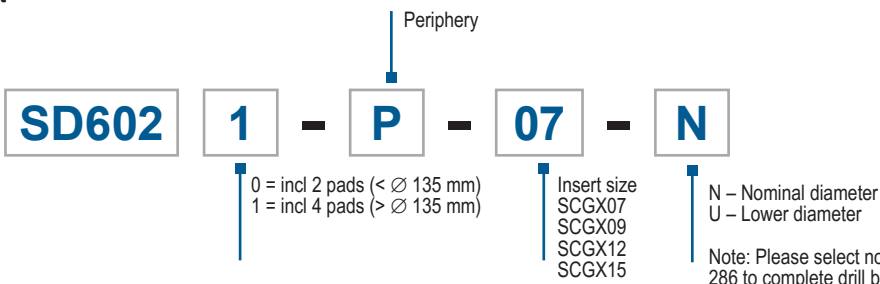 Periphery
SD602 1 - P - 07 - N
0 = incl 2 pads (< ∅ 135 mm)
1 = incl 4 pads (> ∅ 135 mm)
Insert size
SCGX07
SCGX09
SCGX12
SCGX15
N – Nominal diameter
U – Lower diameter
Note: Please select
286 to complete drill